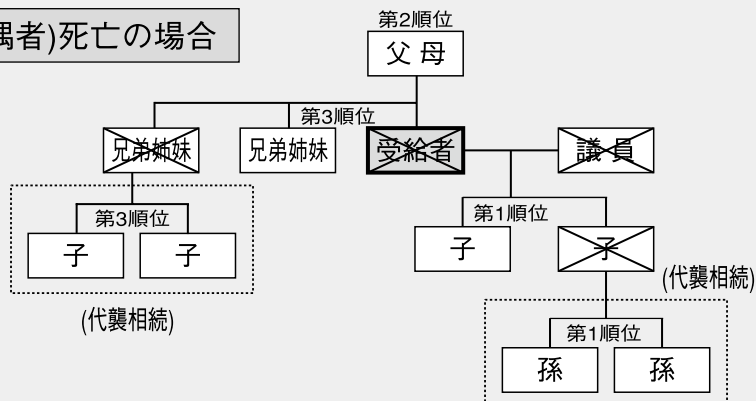 偶者)死亡の場合
第2順位
父 母
第3順位
兄弟姉妹
兄弟姉妹
受給者
議 員
第3順位
第1順位
子
子
子
子
(代襲相続)
(代襲相続)
第1順位
孫
孫